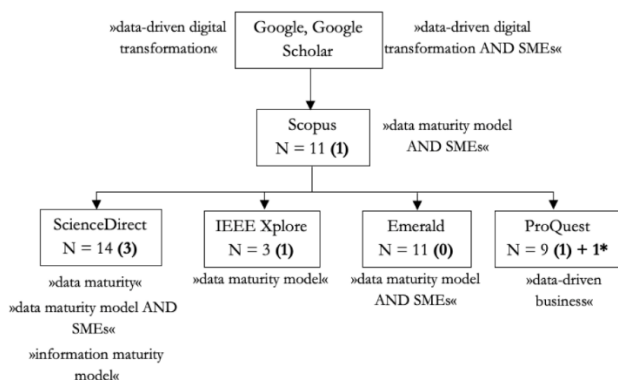 »data-driven digital
transformation«
Google, Google
Scholar
»data-driven digital
transformation AND SMEs«
Scopus
N = 11 (1)
»data maturity model
AND SMEs«
ScienceDirect
N = 14 (3)
IEEE Xplore
N = 3 (1)
Emerald
N = 11 (0)
ProQuest
N = 9 (1) + 1*
»data maturity«
»data maturity model AND
SMEs«
»information maturity
model«
»data maturity model«
»data maturity model
AND SMEs«
»data-driven
business«